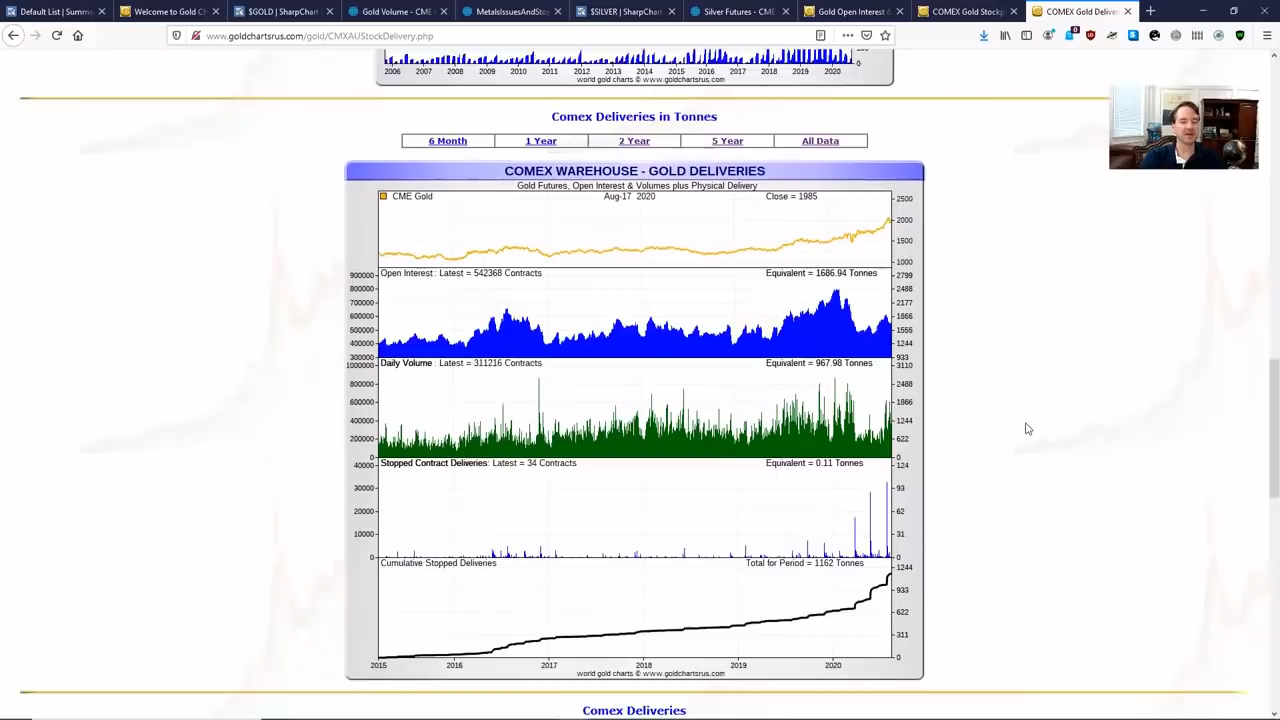 Default List | Summa
Welcome to Gold Ch
$GOLD | SharpChart
Gold Volume - CME
MetalsIssuesAndSto
$SILVER | SharpChart
Silver Futures - CME
Gold Open Interest &
COMEX Gold Stockp
COMEX Gold Deliver
www.goldchartsrus.com/gold/CMXAUStockDelivery.php
0
2006 2007 2008 2009 2010 2011 2012 2013 2014 2015 2016 2017 2018 2019 2020
world gold charts © www.goldchartsrus.com
Comex Deliveries in Tonnes
6 Month 1 Year 2 Year 5 Year All Data
COMEX WAREHOUSE - GOLD DELIVERIES
Gold Futures, Open Interest & Volumes plus Physical Delivery
CME Gold Aug-17 2020 Close = 1985
2500
2000
1500
1000
Open Interest: Latest = 542368 Contracts Equivalent = 1686.94 Tonnes
900000 2799
800000 2488
700000 2177
600000 1866
500000 1555
400000 1244
300000 933
Daily Volume : Latest = 311216 Contracts Equivalent = 967.98 Tonnes
1000000 3110
800000 2488
600000 1866
400000 1244
200000 622
0 0
Stopped Contract Deliveries: Latest = 34 Contracts Equivalent = 0.11 Tonnes
40000 124
30000 93
20000 62
10000 31
0 0
Cumulative Stopped Deliveries Total for Period = 1162 Tonnes
1244
933
622
311
0
2015 2016 2017 2018 2019 2020
world gold charts © www.goldchartsrus.com
Comex Deliveries